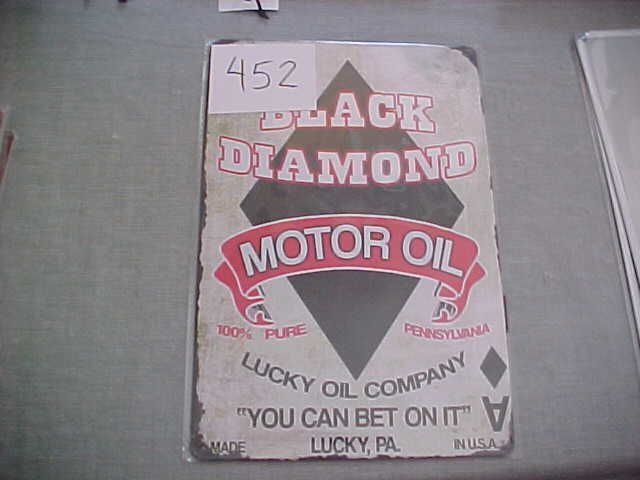 452
BLACK
DIAMOND
MOTOR OIL
100% PURE PENNSYLVANIA
LUCKY OIL COMPANY
"YOU CAN BET ON IT"
A
MADE LUCKY, PA. IN U.S.A.